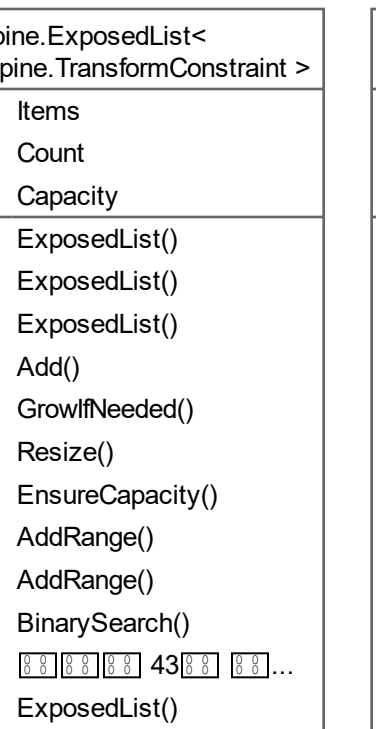 pine.ExposedList<
pine.TransformConstraint >
Items
Count
Capacity
ExposedList()
ExposedList()
ExposedList()
Add()
GrowIfNeeded()
Resize()
EnsureCapacity()
AddRange()
AddRange()
BinarySearch()
43 ...
ExposedList()